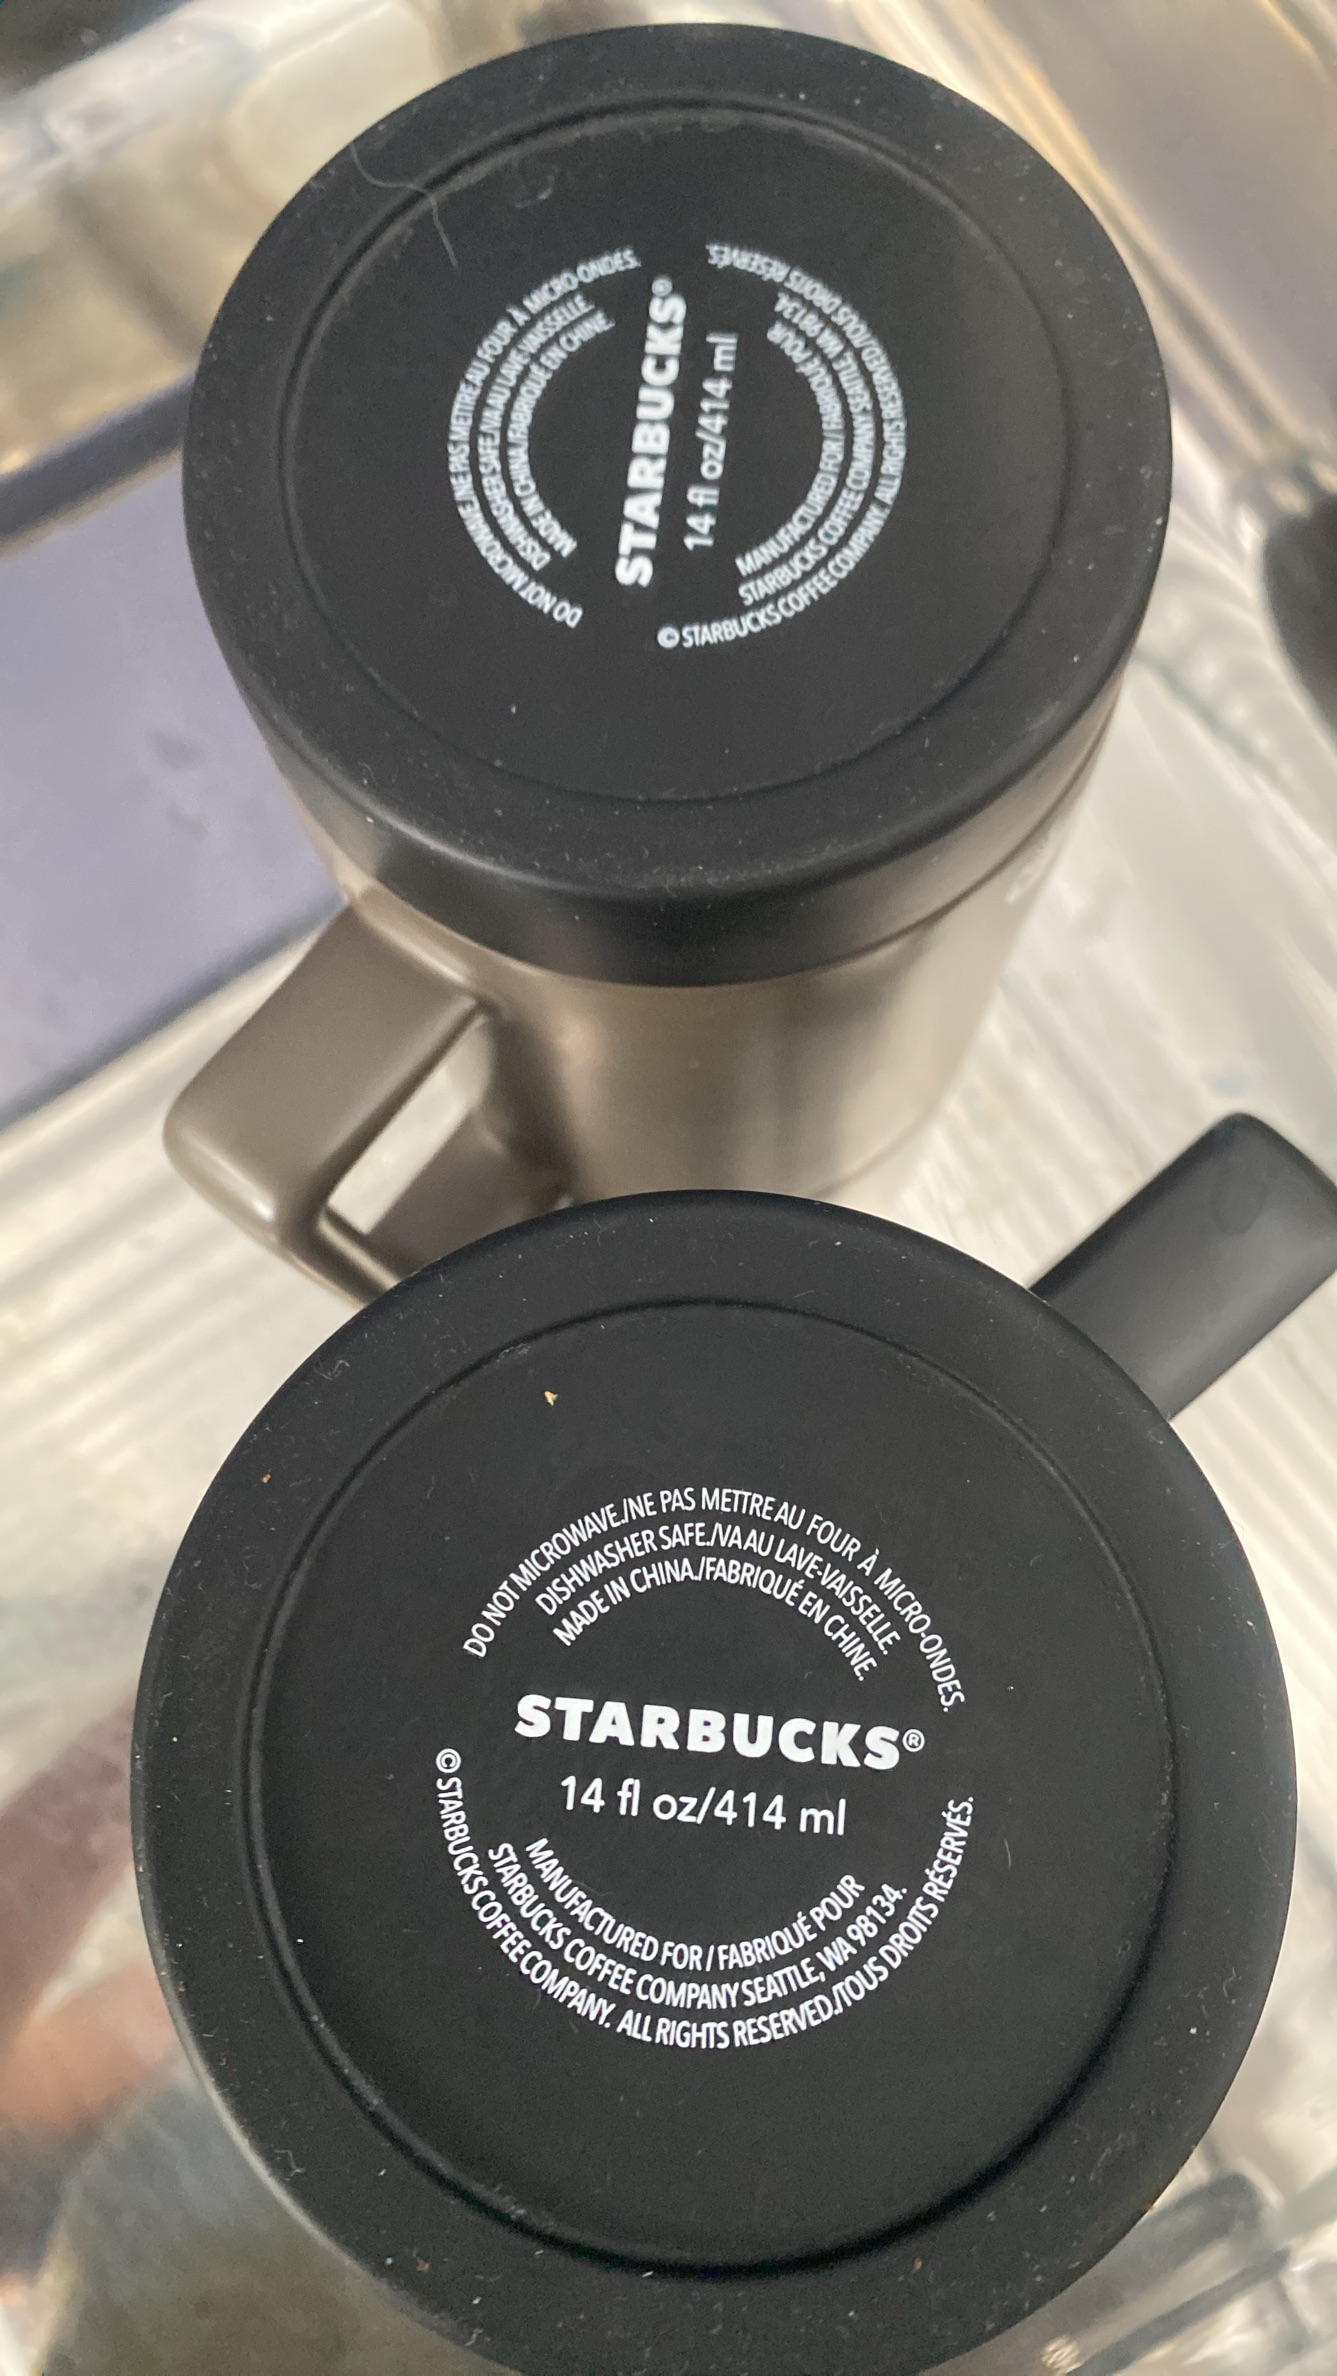 DO NOT MICROWAVE./NE PAS METTRE AU FOUR À MICRO-ONDES.
DISHWASHER SAFE./VA AU LAVE-VAISSELLE.
MADE IN CHINA./FABRIQUÉ EN CHINE.
STARBUCKS®
14 fl oz/414 ml
MANUFACTURED FOR/FABRIQUÉ POUR
STARBUCKS COFFEE COMPANY SEATTLE, WA 98134.
© STARBUCKS COFFEE COMPANY. ALL RIGHTS RESERVED./TOUS DROITS RÉSERVÉS.
DO NOT MICROWAVE./NE PAS METTRE AU FOUR À MICRO-ONDES.
DISHWASHER SAFE./VA AU LAVE-VAISSELLE.
MADE IN CHINA./FABRIQUÉ EN CHINE.
STARBUCKS®
14 fl oz/414 ml
MANUFACTURED FOR / FABRIQUÉ POUR
STARBUCKS COFFEE COMPANY SEATTLE, WA 98134.
© STARBUCKS COFFEE COMPANY. ALL RIGHTS RESERVED./TOUS DROITS RÉSERVÉS.